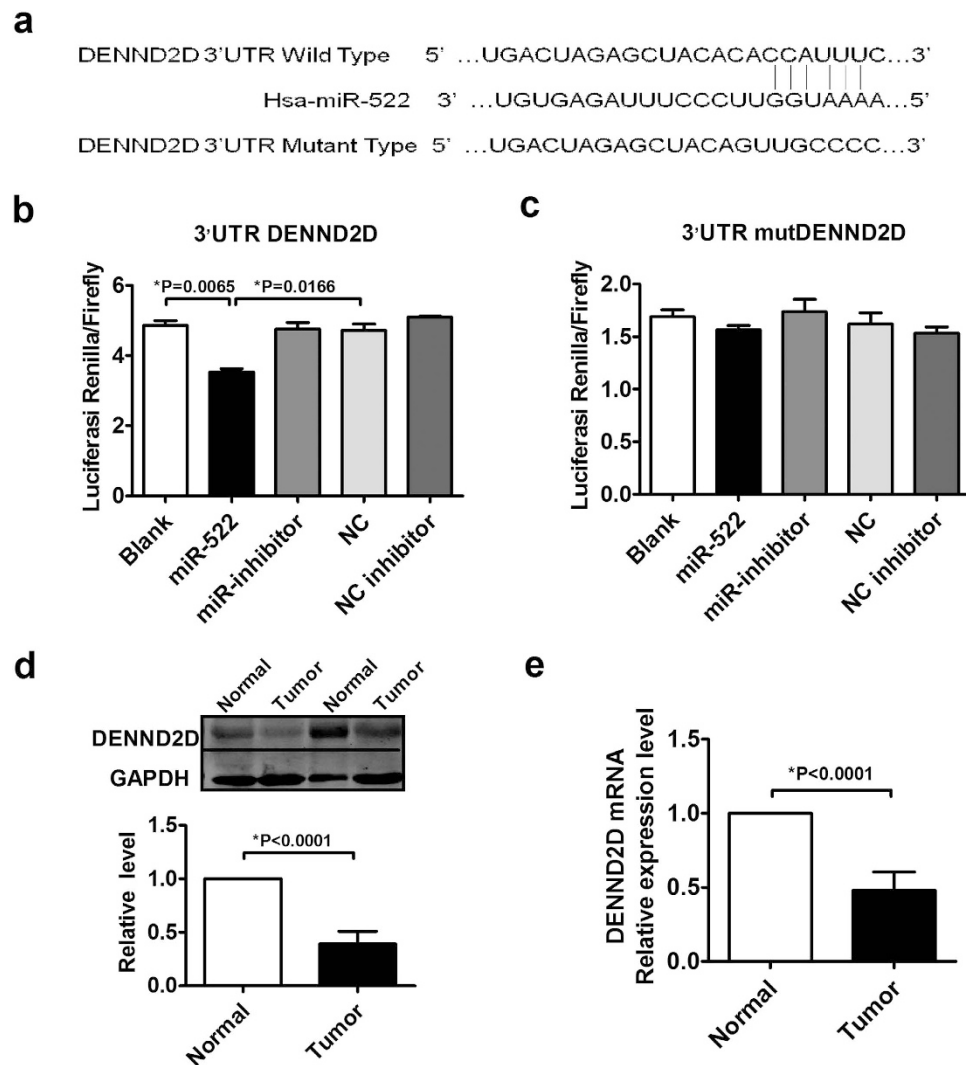 a
DENND2D 3'UTR Wild Type 5' ...UGACUAGAGCUACACACCAUUUC...3'
Hsa-miR-522 3' ...UGUGAGAUUUCCCUUGGUAAAA...5'
DENND2D 3'UTR Mutant Type 5' ...UGACUAGAGCUACAGUUGCCCC...3'
b
3'UTR DENND2D
*P=0.0065 *P=0.0166
Luciferasi Renilla/Firefly
6
4
2
0
Blank
miR-522
miR-inhibitor
NC
NC inhibitor
c
3'UTR mutDENND2D
Luciferasi Renilla/Firefly
2.0
1.5
1.0
0.5
0.0
Blank
miR-522
miR-inhibitor
NC
NC inhibitor
d
Normal Tumor Normal Tumor
DENND2D
GAPDH
Relative level
1.5
1.0
0.5
0.0
*P<0.0001
Normal
Tumor
e
DENND2D mRNA
Relative expression level
1.5
1.0
0.5
0.0
*P<0.0001
Normal
Tumor